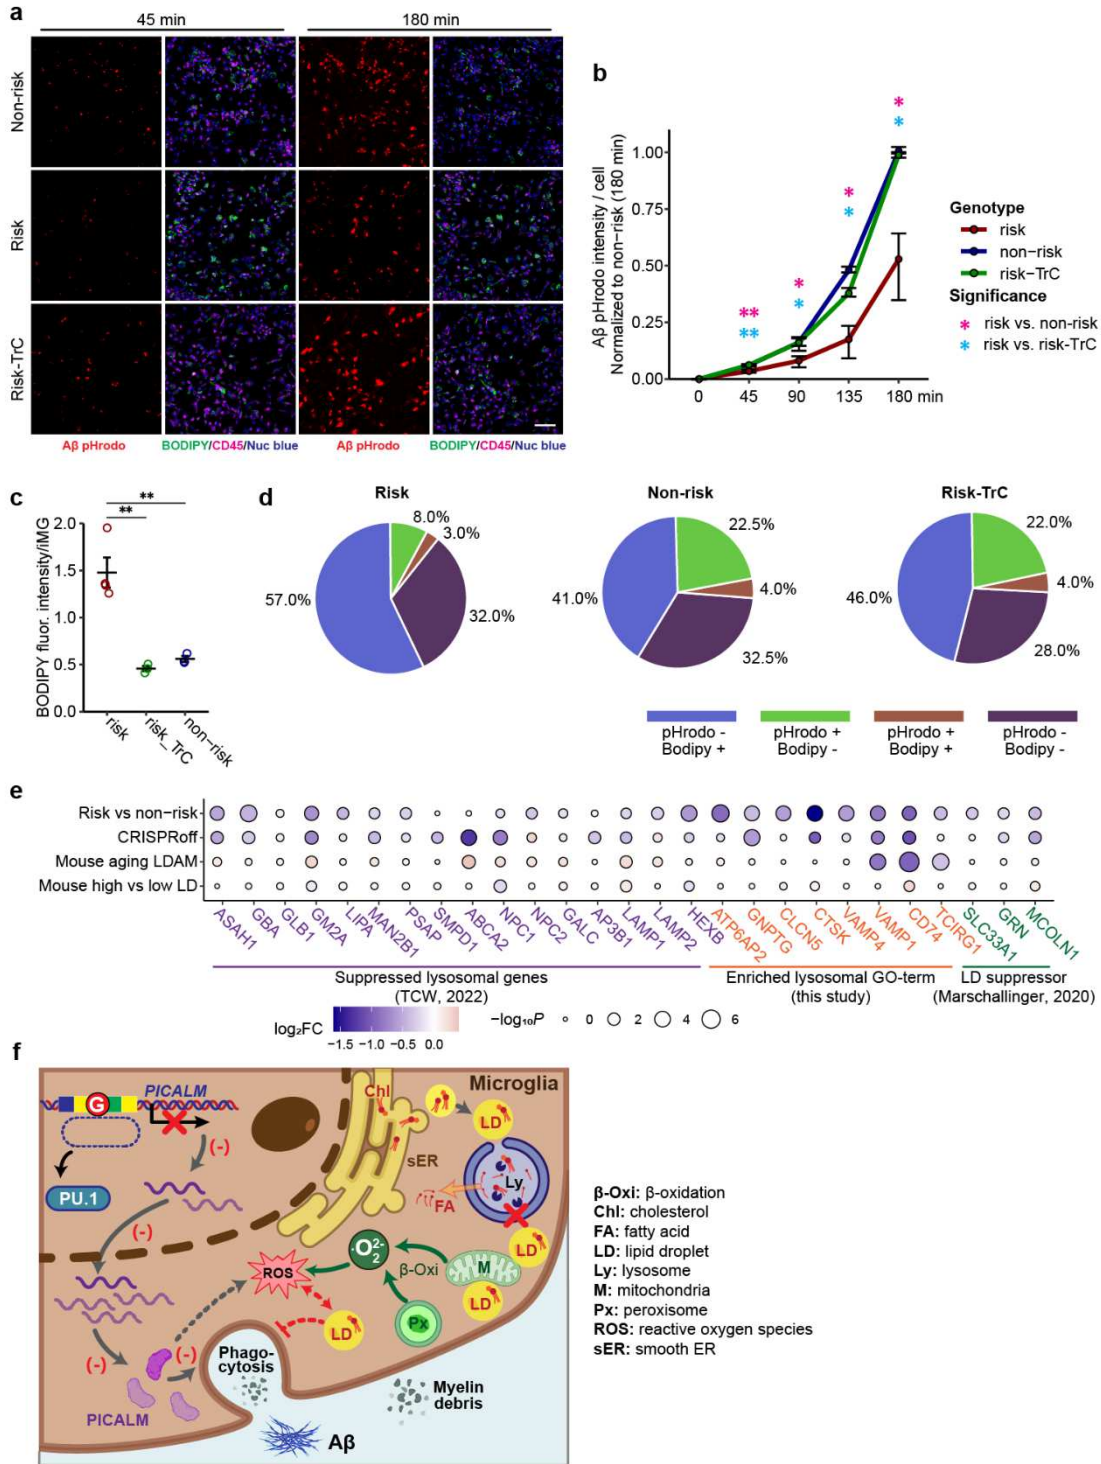 a
45 min
180 min
Non-risk
Risk
Risk-TrC
Aβ pHrodo
BODIPY/CD45/Nuc blue
Aβ pHrodo
BODIPY/CD45/Nuc blue
b
Aβ pHrodo intensity / cell
Normalized to non-risk (180 min)
1.00
0.75
0.50
0.25
0.00
0
45
90
135
180 min
**
**
*
*
*
*
*
*
Genotype
risk
non−risk
risk−TrC
Significance
* risk vs. non-risk
* risk vs. risk-TrC
c
BODIPY fluor. intensity/iMG
2.0
1.5
1.0
0.5
0.0
**
**
risk
risk_TrC
non−risk
d
Risk
8.0%
3.0%
57.0%
32.0%
Non-risk
22.5%
4.0%
41.0%
32.5%
Risk-TrC
22.0%
4.0%
46.0%
28.0%
pHrodo -
Bodipy +
pHrodo +
Bodipy -
pHrodo +
Bodipy +
pHrodo -
Bodipy -
e
Risk vs non−risk
CRISPRoff
Mouse aging LDAM
Mouse high vs low LD
ASAH1
GBA
GLB1
GM2A
LIPA
MAN2B1
PSAP
SMPD1
ABCA2
NPC1
NPC2
GALC
AP3B1
LAMP1
LAMP2
HEXB
ATP6AP2
GNPTG
CLCN5
CTSK
VAMP4
VAMP1
CD74
TCIRG1
SLC33A1
GRN
MCOLN1
Suppressed lysosomal genes
(TCW, 2022)
Enriched lysosomal GO-term
(this study)
LD suppressor
(Marschallinger, 2020)
log₂FC
−1.5 −1.0 −0.5 0.0
−log₁₀P
0 2 4 6
f
Microglia
PICALM
G
(-)
PU.1
(-)
(-)
(-)
PICALM
Chl
sER
LD
Ly
FA
LD
·O₂²⁻
β-Oxi
M
LD
Px
ROS
LD
Phago-
cytosis
Myelin
debris
Aβ
β-Oxi: β-oxidation
Chl: cholesterol
FA: fatty acid
LD: lipid droplet
Ly: lysosome
M: mitochondria
Px: peroxisome
ROS: reactive oxygen species
sER: smooth ER